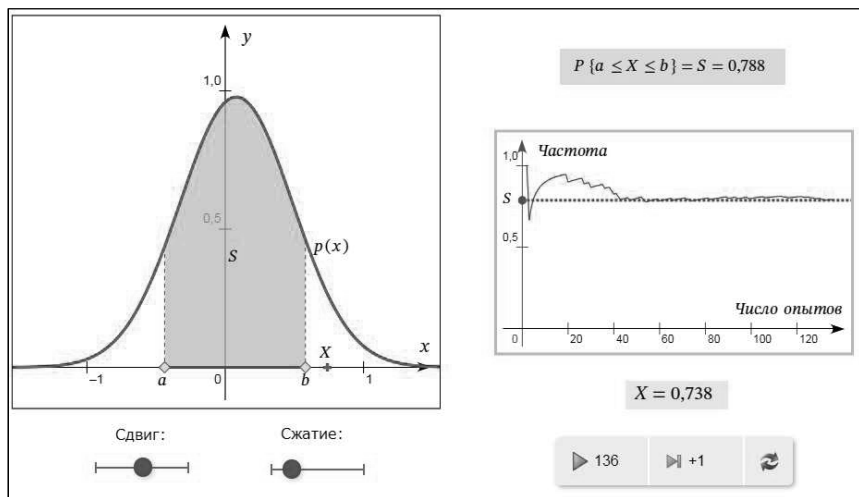 y
1,0
0,5
S
p(x)
X
x
−1
a
0
b
1
Сдвиг:
Сжатие:
P {a ≤ X ≤ b} = S = 0,788
1,0
Частота
S
0,5
Число опытов
0
20
40
60
80
100
120
X = 0,738
136
+1